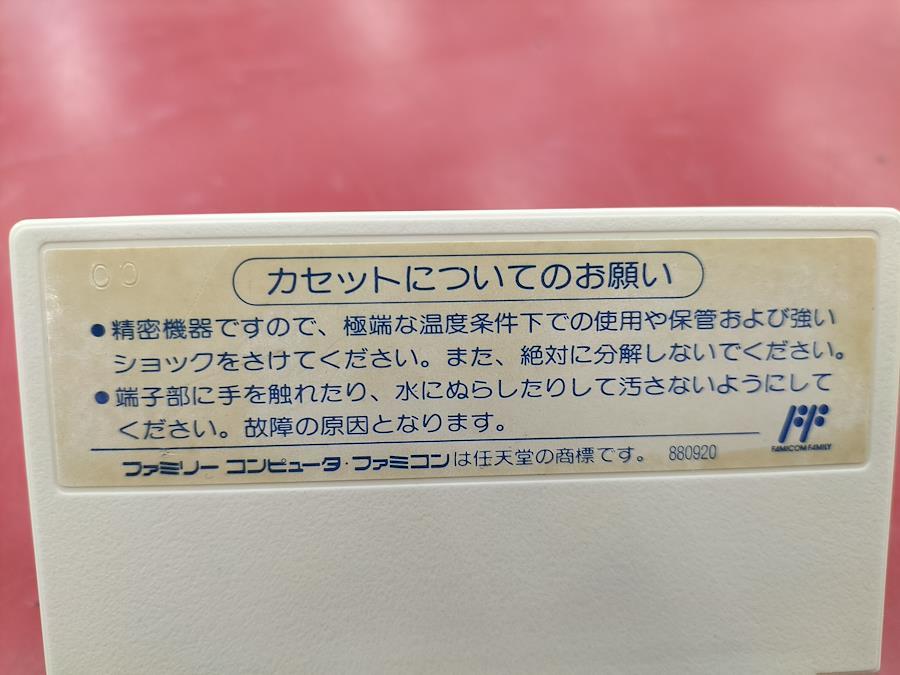 カセットについてのお願い
●精密機器ですので、極端な温度条件下での使用や保管および強い
ショックをさけてください。また、絶対に分解しないでください。
●端子部に手を触れたり、水にぬらしたりして汚さないようにして
ください。故障の原因となります。
FAMICOM FAMILY
ファミリー コンピュータ・ファミコンは任天堂の商標です。 880920